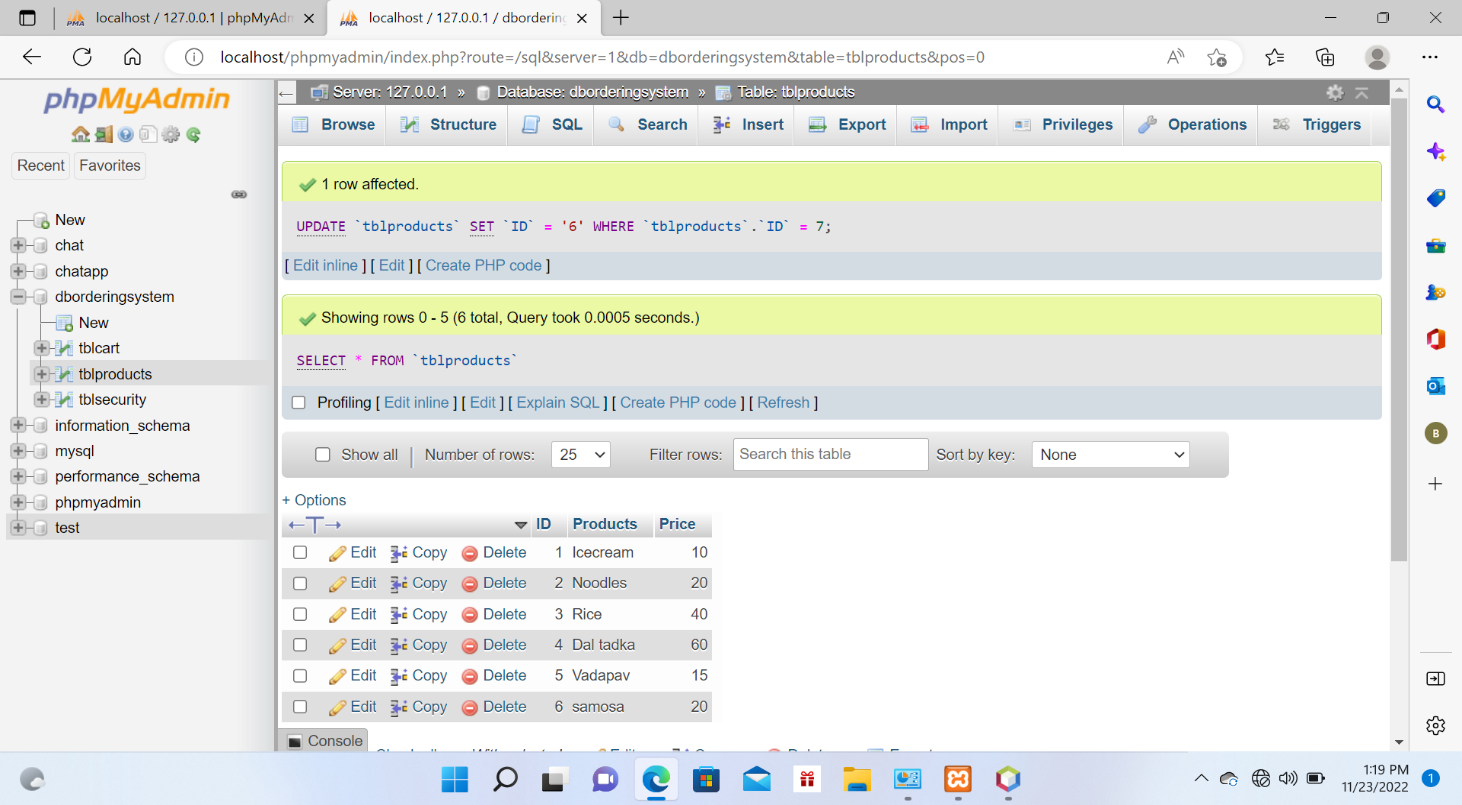 localhost / 127.0.0.1 | phpMyAdn
localhost / 127.0.0.1 / dbordering
localhost/phpmyadmin/index.php?route=/sql&server=1&db=dborderingsystem&table=tblproducts&pos=0
phpMyAdmin
Recent Favorites
New
chat
chatapp
dborderingsystem
New
tblcart
tblproducts
tblsecurity
information_schema
mysql
performance_schema
phpmyadmin
test
Server: 127.0.0.1 » Database: dborderingsystem » Table: tblproducts
Browse Structure SQL Search Insert Export Import Privileges Operations Triggers
1 row affected.
UPDATE `tblproducts` SET `ID` = '6' WHERE `tblproducts`.`ID` = 7;
[ Edit inline ] [ Edit ] [ Create PHP code ]
Showing rows 0 - 5 (6 total, Query took 0.0005 seconds.)
SELECT * FROM `tblproducts`
Profiling [ Edit inline ] [ Edit ] [ Explain SQL ] [ Create PHP code ] [ Refresh ]
Show all | Number of rows: 25 Filter rows: Search this table Sort by key: None
+ Options
←T→ ID Products Price
Edit Copy Delete 1 Icecream 10
Edit Copy Delete 2 Noodles 20
Edit Copy Delete 3 Rice 40
Edit Copy Delete 4 Dal tadka 60
Edit Copy Delete 5 Vadapav 15
Edit Copy Delete 6 samosa 20
Console
B
1:19 PM
11/23/2022
1